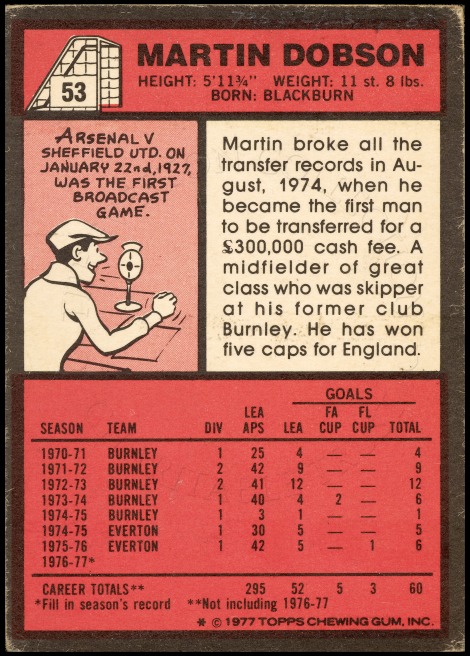 53
MARTIN DOBSON
HEIGHT: 5'11¾" WEIGHT: 11 st. 8 lbs.
BORN: BLACKBURN
ARSENAL V
SHEFFIELD UTD. ON
JANUARY 22nd, 1927,
WAS THE FIRST
BROADCAST
GAME.
Martin broke all the
transfer records in Au-
gust, 1974, when he
became the first man
to be transferred for a
£300,000 cash fee. A
midfielder of great
class who was skipper
at his former club
Burnley. He has won
five caps for England.
GOALS
LEA FA FL
SEASON TEAM DIV APS LEA CUP CUP TOTAL
1970-71 BURNLEY 1 25 4 — — 4
1971-72 BURNLEY 2 42 9 — — 9
1972-73 BURNLEY 2 41 12 — — 12
1973-74 BURNLEY 1 40 4 2 — 6
1974-75 BURNLEY 1 3 1 — — 1
1974-75 EVERTON 1 30 5 — — 5
1975-76 EVERTON 1 42 5 — 1 6
1976-77*
CAREER TOTALS** 295 52 5 3 60
*Fill in season's record **Not including 1976-77
* © 1977 TOPPS CHEWING GUM, INC.